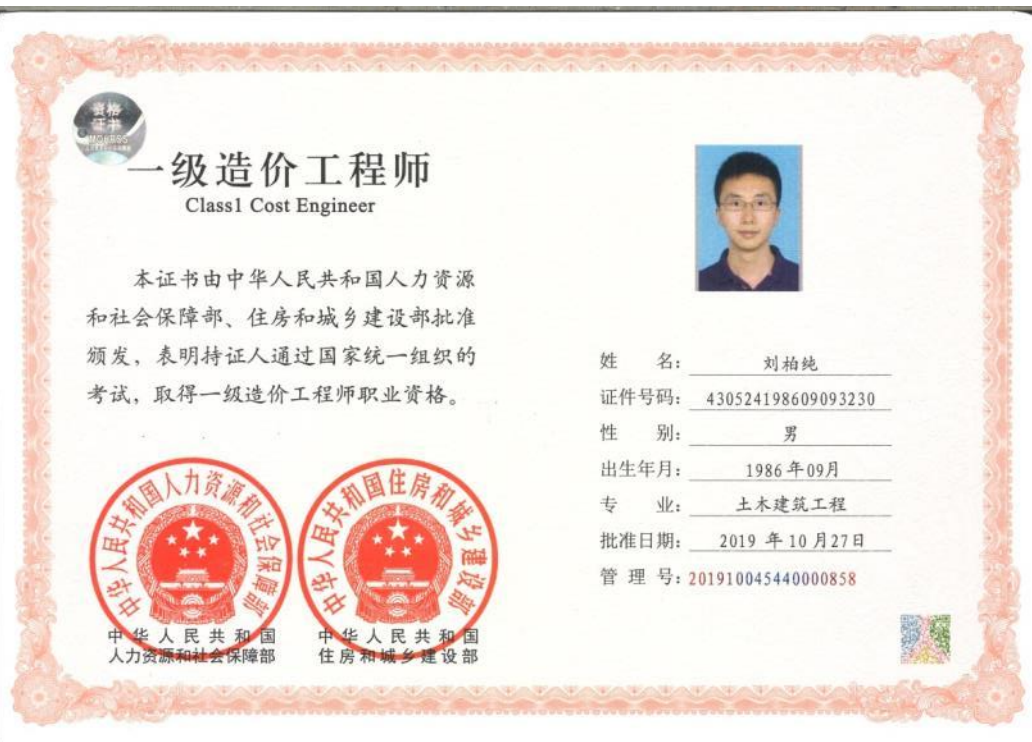 资格
证书
MOHRSS
一级造价工程师
Class1 Cost Engineer
本证书由中华人民共和国人力资源
和社会保障部、住房和城乡建设部批准
颁发，表明持证人通过国家统一组织的
考试，取得一级造价工程师职业资格。
姓 名：刘柏纯
证件号码：430524198609093230
性 别：男
出生年月：1986年09月
专 业：土木建筑工程
批准日期：2019 年10月27日
管 理 号：201910045440000858
中华人民共和国人力资源和社会保障部
中华人民共和国住房和城乡建设部
中华人民共和国
人力资源和社会保障部
中华人民共和国
住房和城乡建设部